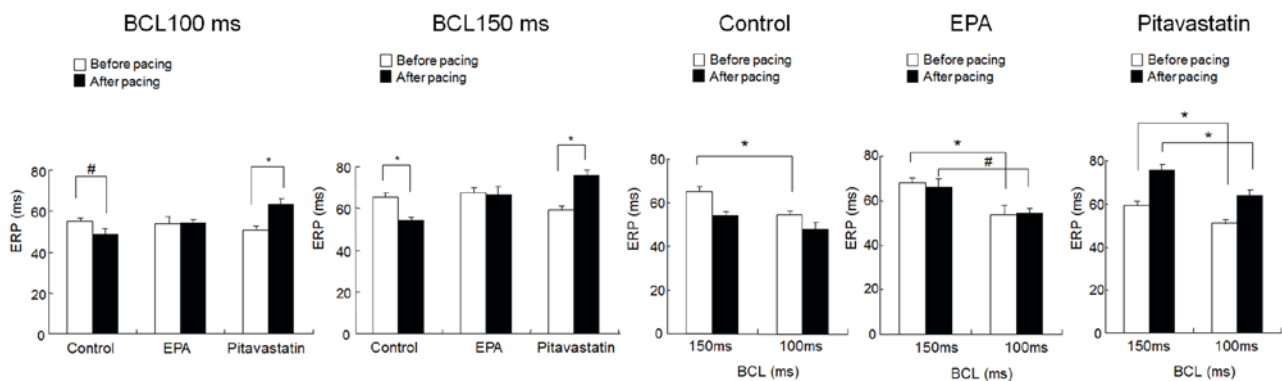 BCL100 ms
Before pacing
After pacing
#
*
80
60
40
20
0
ERP (ms)
Control EPA Pitavastatin
BCL150 ms
Before pacing
After pacing
*
*
80
60
40
20
0
ERP (ms)
Control EPA Pitavastatin
Control
Before pacing
After pacing
*
80
60
40
20
0
ERP (ms)
150ms 100ms
BCL (ms)
EPA
Before pacing
After pacing
*
#
80
60
40
20
0
ERP (ms)
150ms 100ms
BCL (ms)
Pitavastatin
Before pacing
After pacing
*
*
80
60
40
20
0
ERP (ms)
150ms 100ms
BCL (ms)